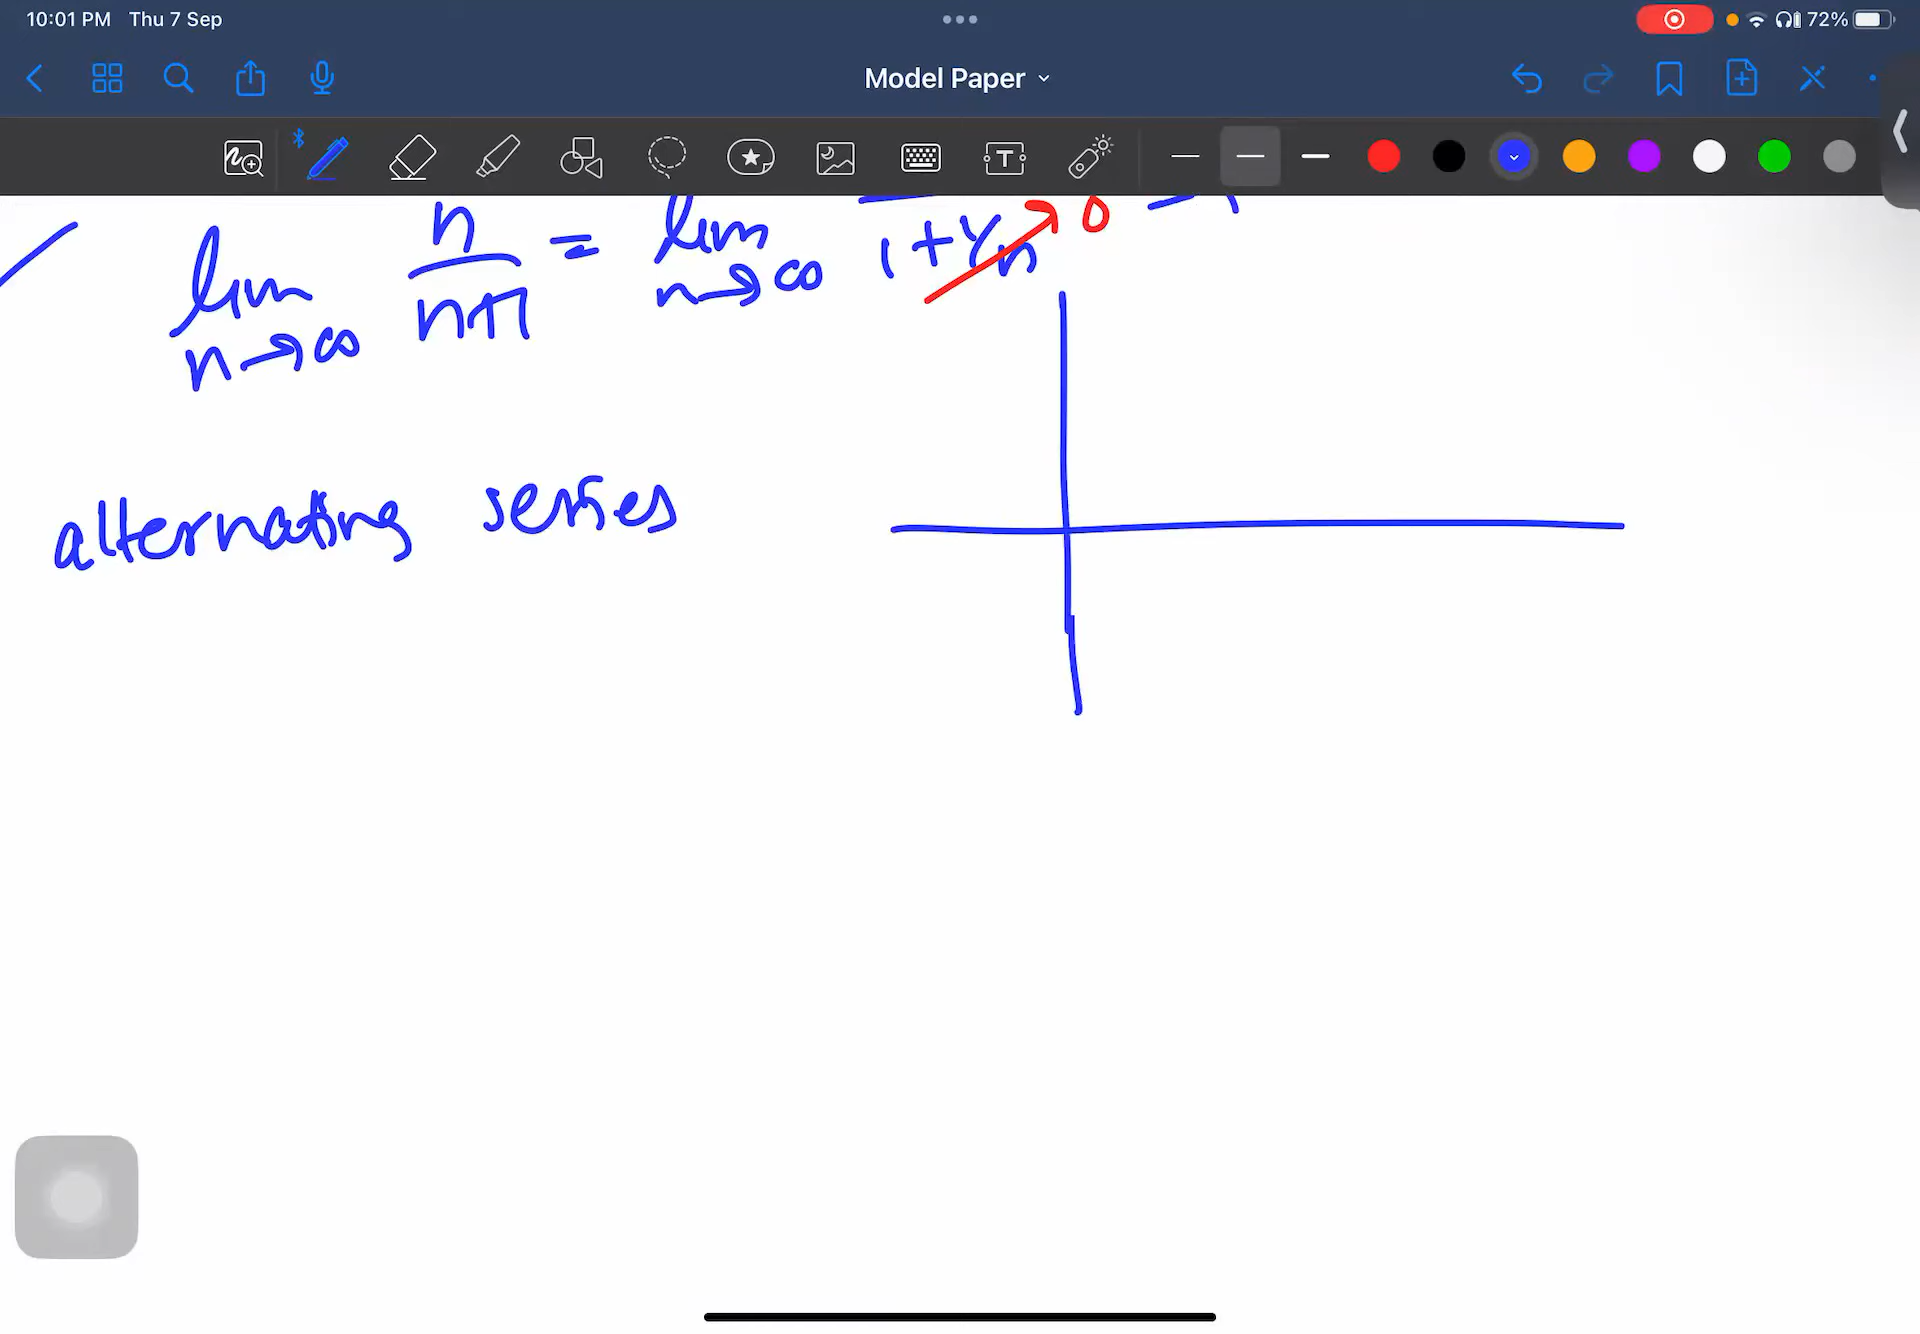 10:01 PM Thu 7 Sep 72%
Model Paper
T
lim n→∞ n/n+1 = lim n→∞ 1+1/n 0
alternating series